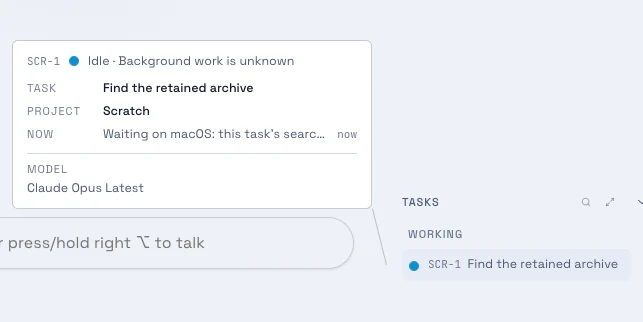 SCR-1 Idle · Background work is unknown
TASK Find the retained archive
PROJECT Scratch
NOW Waiting on macOS: this task's searc... now
MODEL
Claude Opus Latest
press/hold right ⌥ to talk
TASKS
WORKING
SCR-1 Find the retained archive